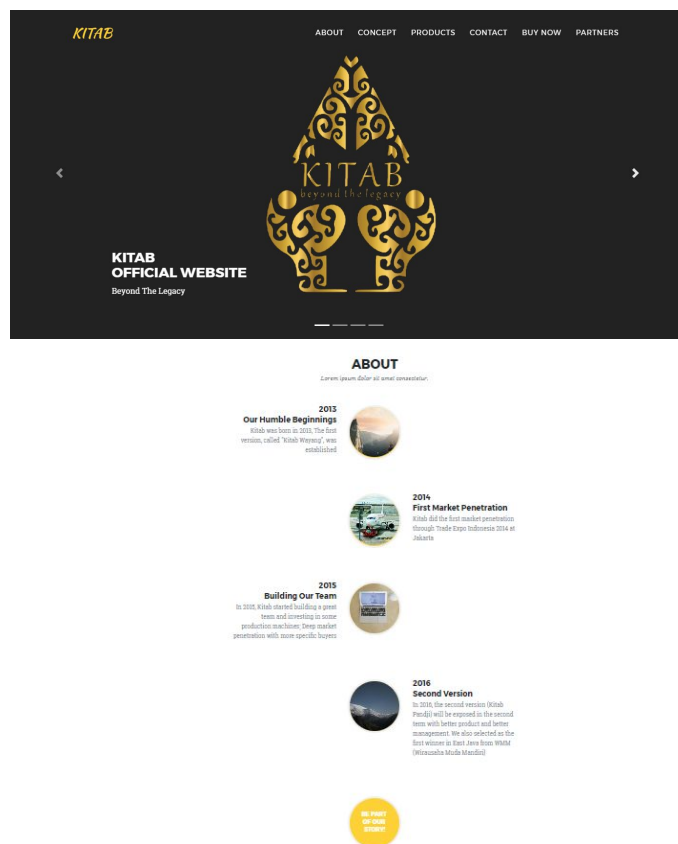 KITAB
ABOUT CONCEPT PRODUCTS CONTACT BUY NOW PARTNERS
KITAB
beyond the legacy
KITAB
OFFICIAL WEBSITE
Beyond The Legacy
ABOUT
Lorem ipsum dolor sit amet consectetur.
2013
Our Humble Beginnings
Kitab was born in 2013, The first
version, called "Kitab Wayang", was
established
2014
First Market Penetration
Kitab did the first market penetration
through Trade Expo Indonesia 2014 at
Jakarta
2015
Building Our Team
In 2015, Kitab started building a great
team and investing in some
production machines. Deep market
penetration with more specific buyers
2016
Second Version
In 2016, the second version (Kitab
Pandji) will be exposed in the second
term with better product and better
management. We also selected as the
first winner in East Java from WMM
(Wirausaha Muda Mandiri)
BE PART
OF OUR
STORY!